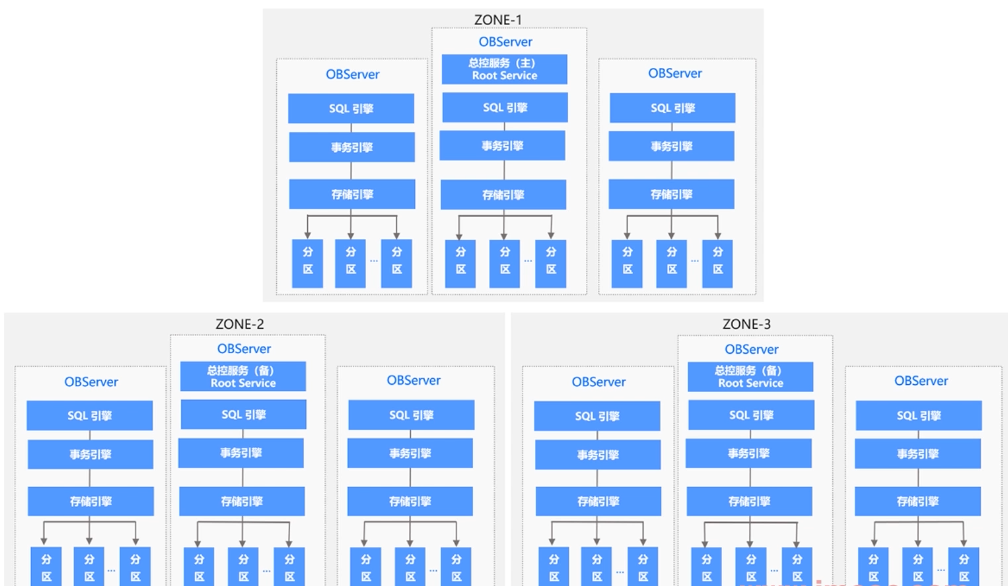 ZONE-1
OBServer
OBServer
OBServer
总控服务（主）
Root Service
SQL 引擎
SQL 引擎
SQL 引擎
事务引擎
事务引擎
事务引擎
存储引擎
存储引擎
存储引擎
分区
分区
...
分区
分区
分区
...
分区
分区
分区
...
分区
ZONE-2
OBServer
OBServer
OBServer
总控服务（备）
Root Service
SQL 引擎
SQL 引擎
SQL 引擎
事务引擎
事务引擎
事务引擎
存储引擎
存储引擎
存储引擎
分区
分区
...
分区
分区
分区
...
分区
分区
分区
...
分区
ZONE-3
OBServer
OBServer
OBServer
总控服务（备）
Root Service
SQL 引擎
SQL 引擎
SQL 引擎
事务引擎
事务引擎
事务引擎
存储引擎
存储引擎
存储引擎
分区
分区
...
分区
分区
分区
...
分区
分区
分区
...
分区